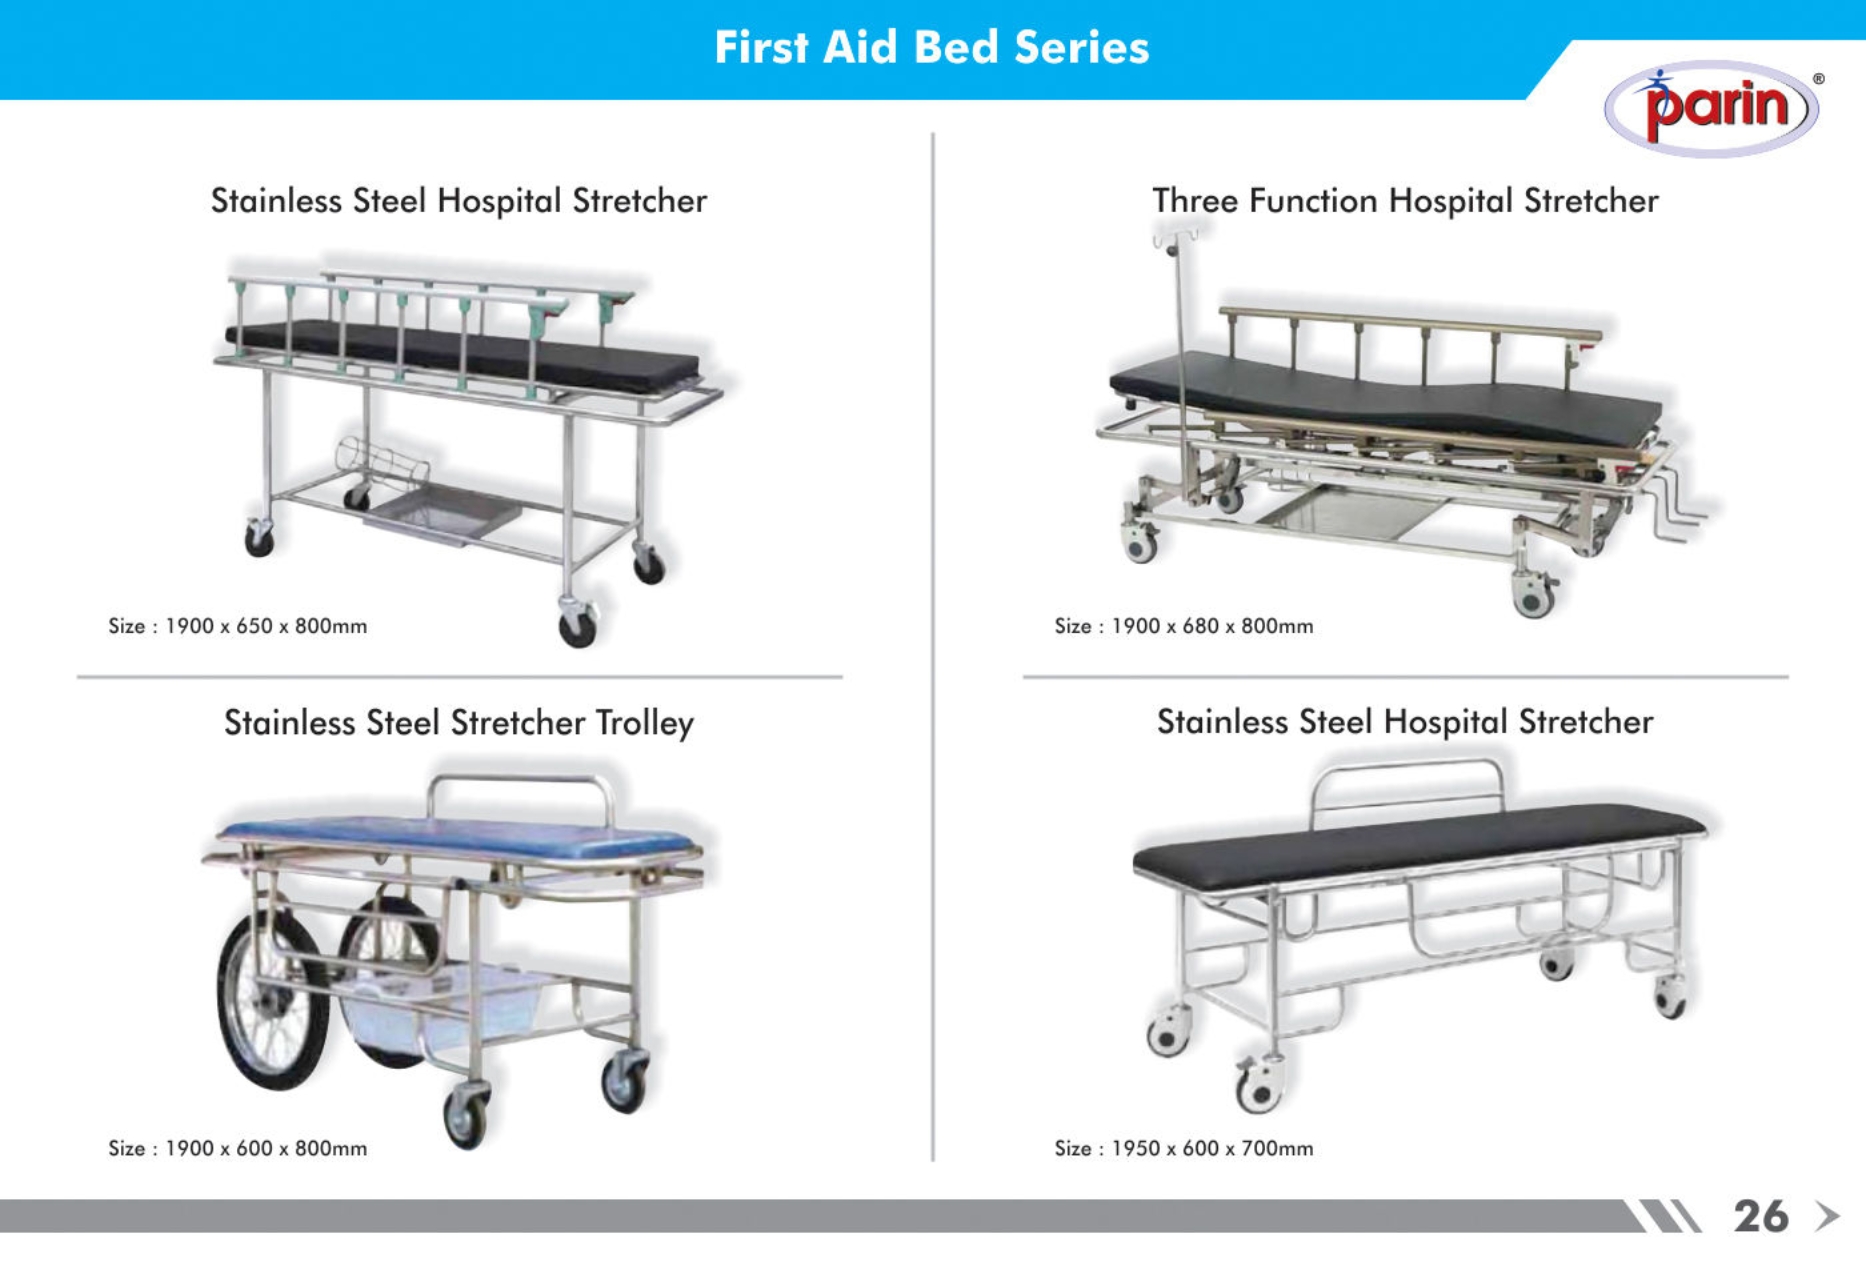 First Aid Bed Series
parin®
Stainless Steel Hospital Stretcher
Size : 1900 x 650 x 800mm
Three Function Hospital Stretcher
Size : 1900 x 680 x 800mm
Stainless Steel Stretcher Trolley
Size : 1900 x 600 x 800mm
Stainless Steel Hospital Stretcher
Size : 1950 x 600 x 700mm
26